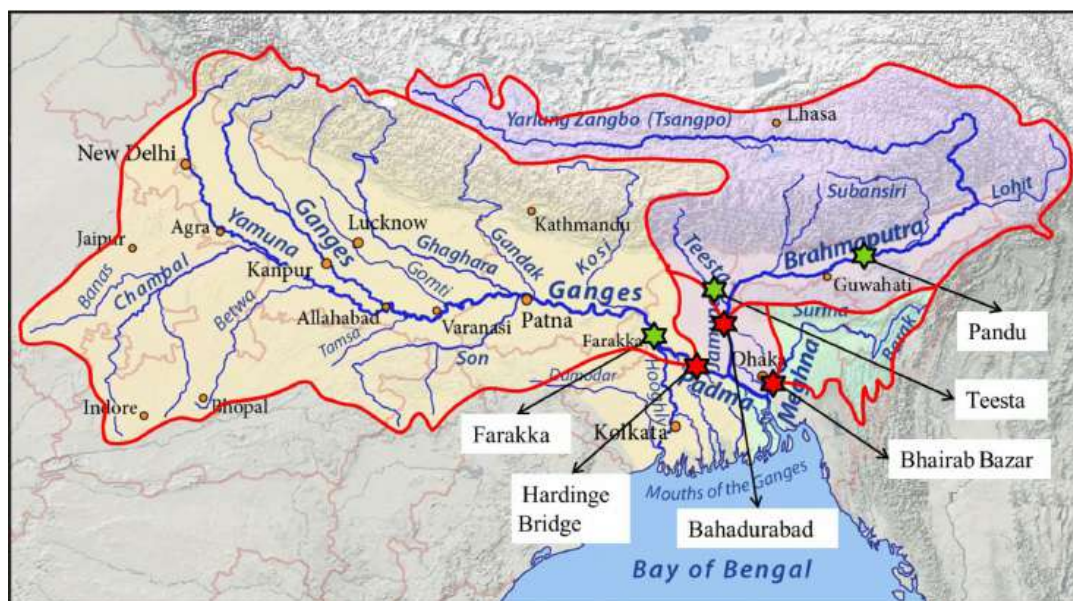 Yarlang Zangbo (Tsangpo)
Lhasa
New Delhi
Subansiri
Lohit
Kathmandu
Lucknow
Agra
Jaipur
Yamuna
Ganges
Ghaghara
Gandak
Kosi
Teesta
Brahmaputra
Banas
Chambal
Kanpur
Gomti
Guwahati
Betwa
Ganges
Allahabad
Varanasi
Patna
Surma
Pandu
Tamsa
Farakka
Son
Dhaka
Meghna
Damodar
Hooghly
Padma
Teesta
Indore
Bhopal
Farakka
Kolkata
Bhairab Bazar
Mouths of the Ganges
Hardinge
Bridge
Bahadurabad
Bay of Bengal